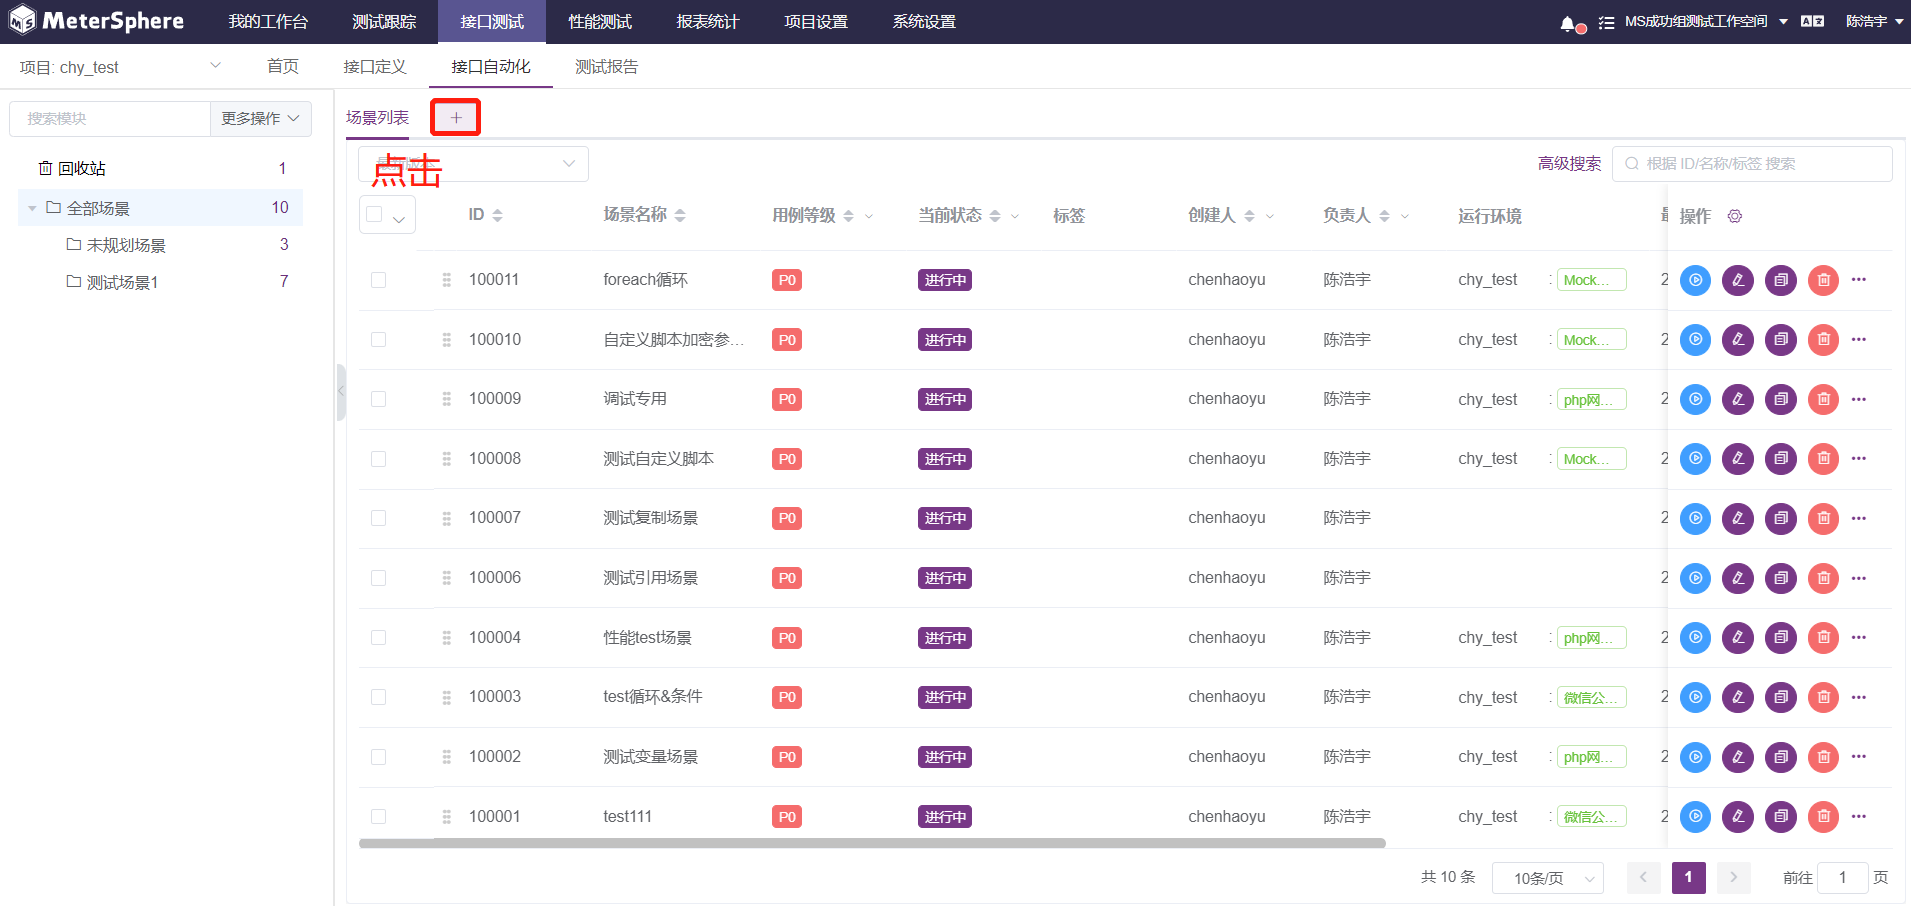 MeterSphere 我的工作台 测试跟踪 接口测试 性能测试 报表统计 项目设置 系统设置 MS成功组测试工作空间 陈浩宇
项目: chy_test 首页 接口定义 接口自动化 测试报告
搜索模块 更多操作
回收站 1
全部场景 10
未规划场景 3
测试场景1 7
场景列表 +
点击
高级搜索 根据 ID/名称/标签 搜索
ID 场景名称 用例等级 当前状态 标签 创建人 负责人 运行环境 操作
100011 foreach循环 P0 进行中 chenhaoyu 陈浩宇 chy_test : Mock... 2
100010 自定义脚本加密参... P0 进行中 chenhaoyu 陈浩宇 chy_test : Mock... 2
100009 调试专用 P0 进行中 chenhaoyu 陈浩宇 chy_test : php网... 2
100008 测试自定义脚本 P0 进行中 chenhaoyu 陈浩宇 chy_test : Mock... 2
100007 测试复制场景 P0 进行中 chenhaoyu 陈浩宇 2
100006 测试引用场景 P0 进行中 chenhaoyu 陈浩宇 2
100004 性能test场景 P0 进行中 chenhaoyu 陈浩宇 chy_test : php网... 2
100003 test循环&条件 P0 进行中 chenhaoyu 陈浩宇 chy_test : 微信公... 2
100002 测试变量场景 P0 进行中 chenhaoyu 陈浩宇 chy_test : php网... 2
100001 test111 P0 进行中 chenhaoyu 陈浩宇 chy_test : 微信公... 2
共 10 条 10条/页 1 前往 1 页